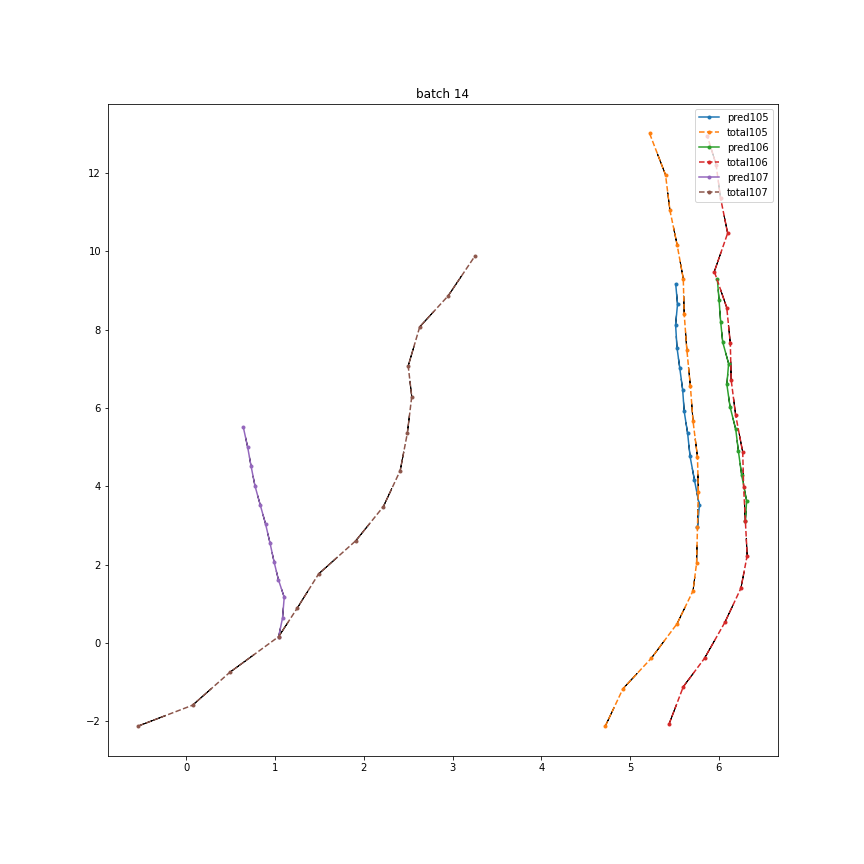 batch 14
pred105
total105
pred106
total106
pred107
total107
12
10
8
6
4
2
0
−2
0 1 2 3 4 5 6